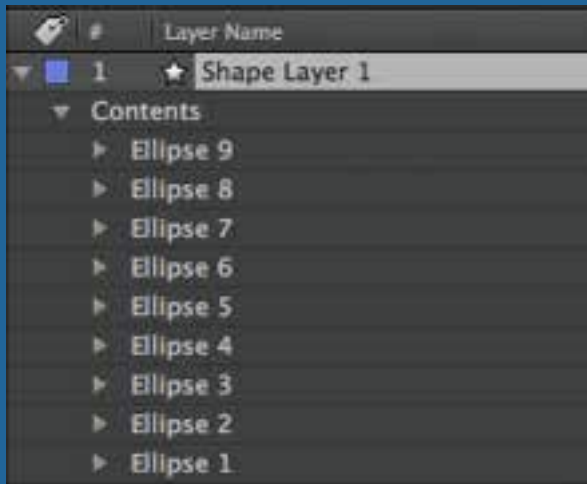 # Layer Name
1 Shape Layer 1
Contents
Ellipse 9
Ellipse 8
Ellipse 7
Ellipse 6
Ellipse 5
Ellipse 4
Ellipse 3
Ellipse 2
Ellipse 1